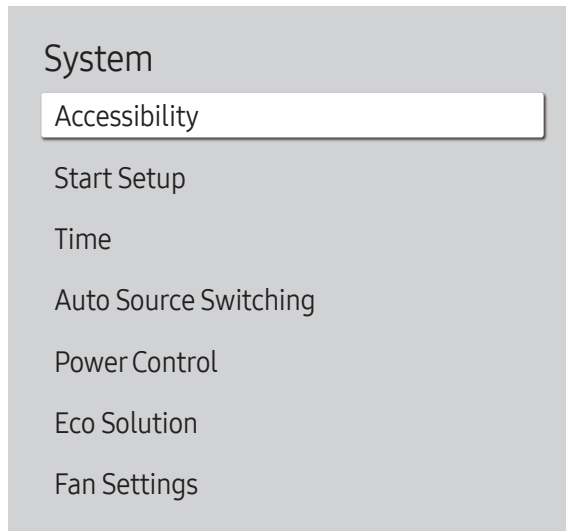 System
Accessibility
Start Setup
Time
Auto Source Switching
Power Control
Eco Solution
Fan Settings